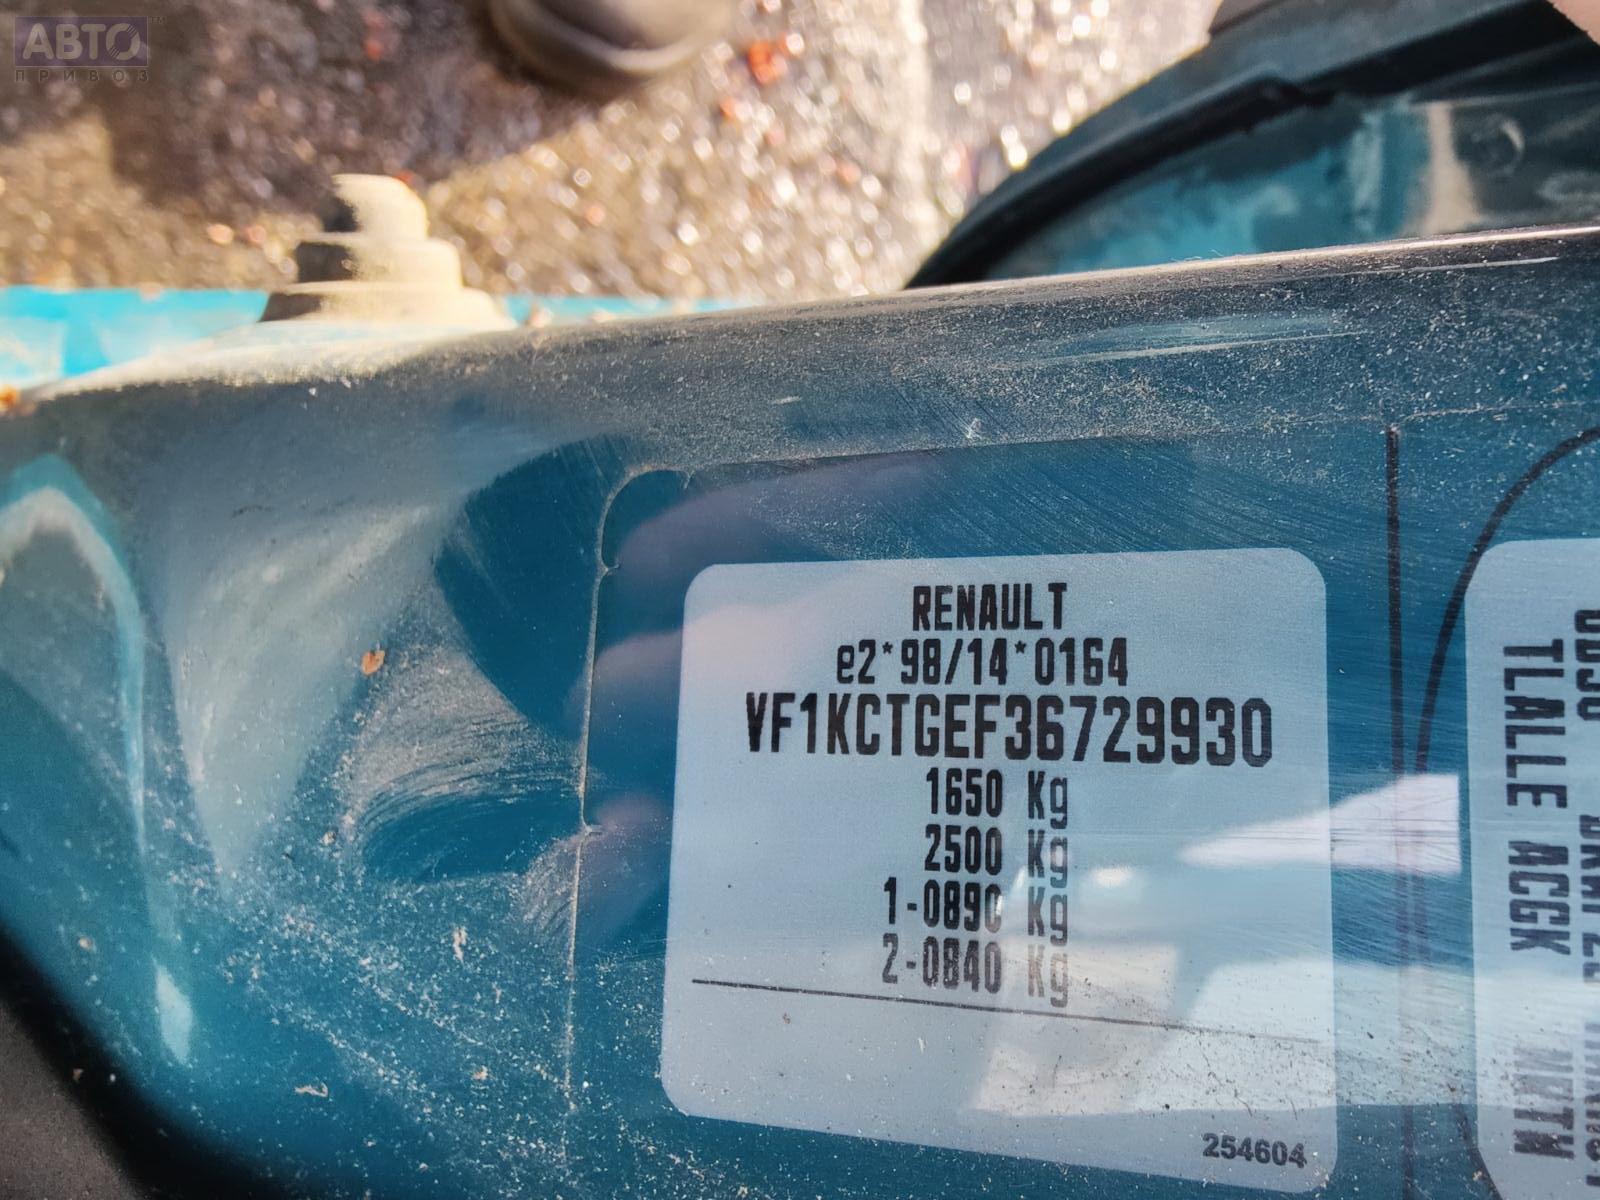 АВТО
ПРИВОЗ
RENAULT
e2*98/14*0164
VF1KCTGEF36729930
1650 Kg
2500 Kg
1-0890 Kg
2-0840 Kg
254604
TLALLE ACGK